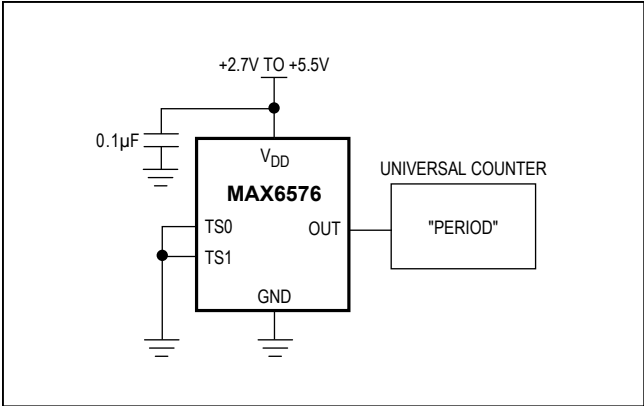 +2.7V TO +5.5V
0.1µF
VDD
MAX6576
UNIVERSAL COUNTER
TS0
OUT
"PERIOD"
TS1
GND